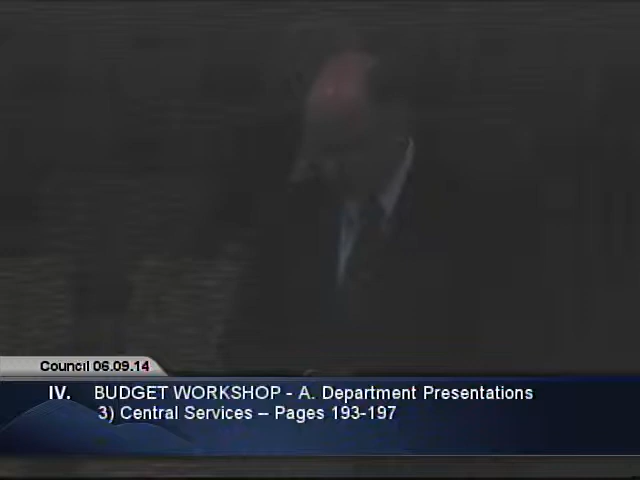 Council 06.09.14
IV. BUDGET WORKSHOP - A. Department Presentations
3) Central Services – Pages 193-197